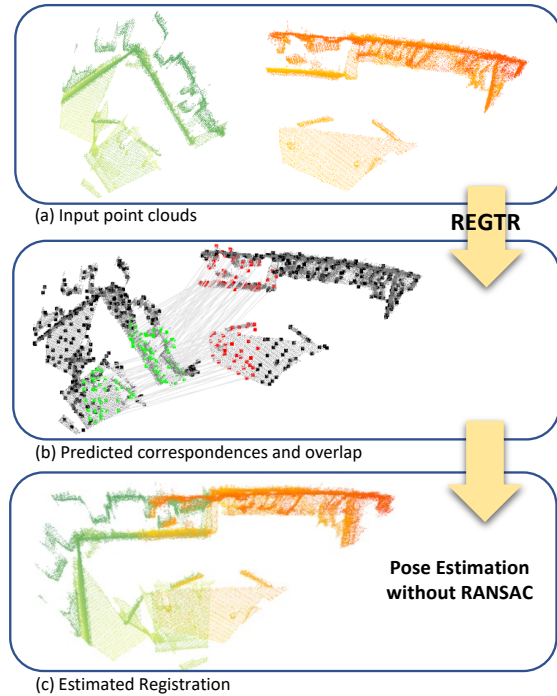 (a) Input point clouds
REGTR
(b) Predicted correspondences and overlap
Pose Estimation
without RANSAC
(c) Estimated Registration